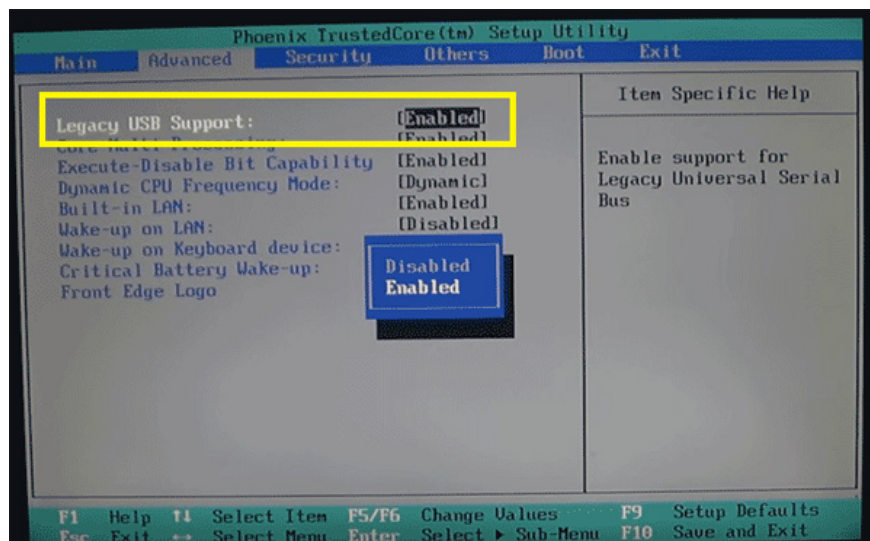 Phoenix TrustedCore(tm) Setup Utility
Main Advanced Security Others Boot Exit
Item Specific Help
Legacy USB Support: [Enabled]
Core Multi Processing: [Enabled]
Execute-Disable Bit Capability [Enabled]
Dynamic CPU Frequency Mode: [Dynamic]
Built-in LAN: [Enabled]
Wake-up on LAN: [Disabled]
Wake-up on Keyboard device:
Critical Battery Wake-up:
Front Edge Logo
Disabled
Enabled
Enable support for
Legacy Universal Serial
Bus
F1 Help ↑↓ Select Item F5/F6 Change Values F9 Setup Defaults
Esc Exit ↔ Select Menu Enter Select ▶ Sub-Menu F10 Save and Exit